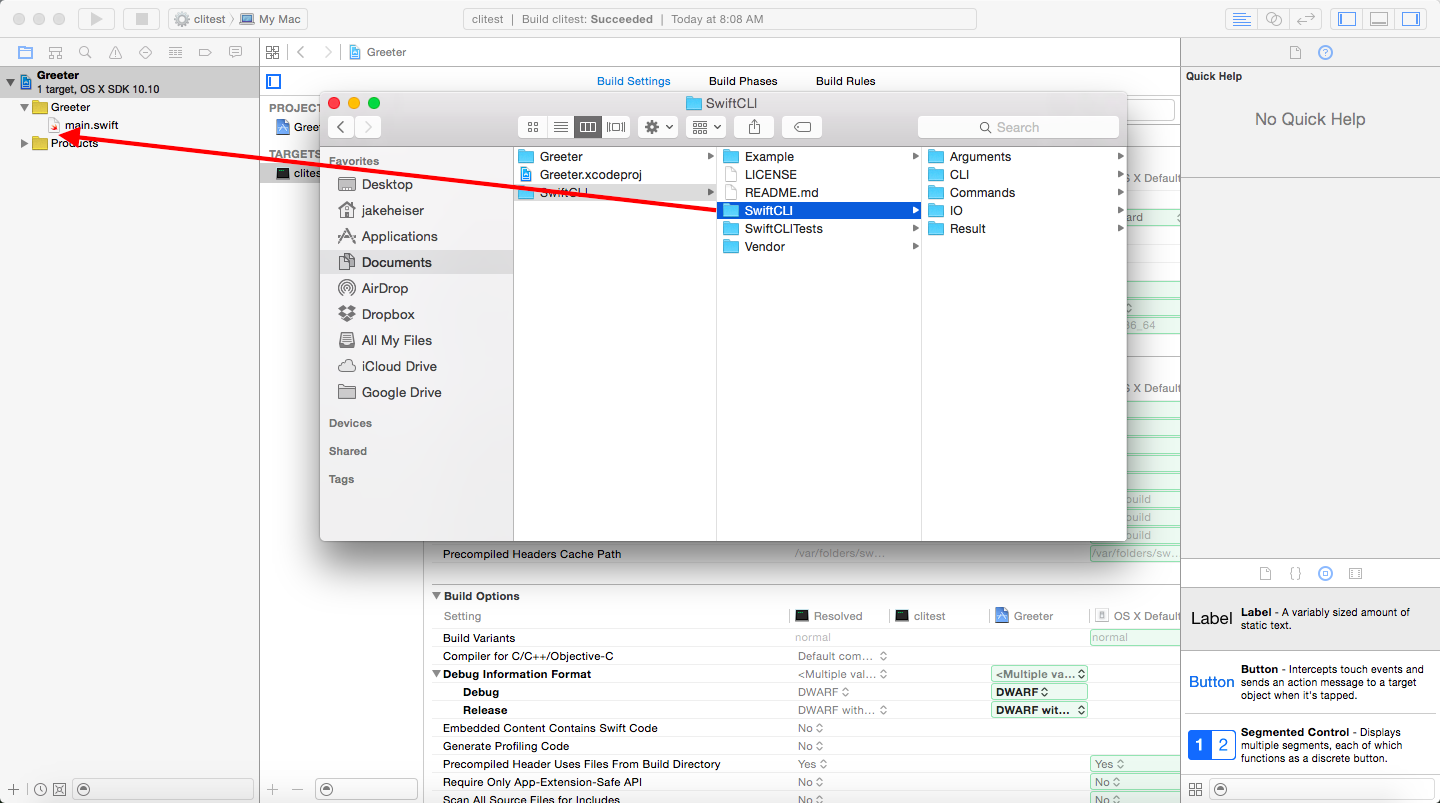 clitest 〉 My Mac
clitest | Build clitest: Succeeded | Today at 8:08 AM
Greeter
Quick Help
No Quick Help
Greeter
1 target, OS X SDK 10.10
Greeter
main.swift
Products
Build Settings
Build Phases
Build Rules
PROJECT
Greet
TARGETS
clites
SwiftCLI
Search
Favorites
Desktop
jakeheiser
Applications
Documents
AirDrop
Dropbox
All My Files
iCloud Drive
Google Drive
Devices
Shared
Tags
Greeter
Greeter.xcodeproj
SwiftCLI
Example
LICENSE
README.md
SwiftCLI
SwiftCLITests
Vendor
Arguments
CLI
Commands
IO
Result
S X Default
ard
86_64
S X Default
build
build
build
Precompiled Headers Cache Path
/var/folders/sw…
/var/folders/sw…
Build Options
Setting
Resolved
clitest
Greeter
OS X Default
Build Variants
normal
normal
Compiler for C/C++/Objective-C
Default com…
Debug Information Format
<Multiple val…
<Multiple va…
Debug
DWARF
DWARF
Release
DWARF with…
DWARF wit…
Embedded Content Contains Swift Code
No
Generate Profiling Code
No
Precompiled Header Uses Files From Build Directory
Yes
Yes
Require Only App-Extension-Safe API
No
No
Scan All Source Files for Includes
No
No
Label
Label - A variably sized amount of
static text.
Button
Button - Intercepts touch events and
sends an action message to a target
object when it's tapped.
1 2
Segmented Control - Displays
multiple segments, each of which
functions as a discrete button.